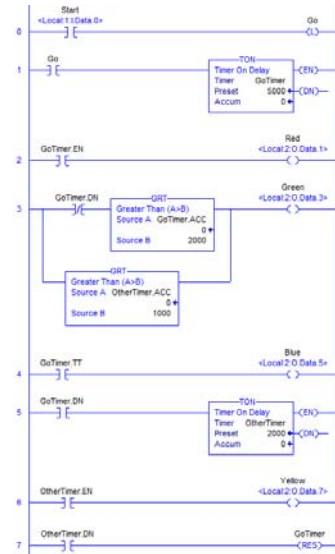 Start
<Local:1:I.Data.0>
Go
0
(L)
Go
1
TON
Timer On Delay
(EN)
Timer GoTimer
Preset 5000
(DN)
Accum 0
GoTimer.EN
Red
<Local:2:O.Data.1>
2
GoTimer.DN
GRT
Greater Than (A>B)
Source A GoTimer.ACC
0
Source B 2000
Green
<Local:2:O.Data.3>
3
GRT
Greater Than (A>B)
Source A OtherTimer.ACC
0
Source B 1000
GoTimer.TT
Blue
<Local:2:O.Data.5>
4
GoTimer.DN
5
TON
Timer On Delay
(EN)
Timer OtherTimer
Preset 2000
(DN)
Accum 0
OtherTimer.EN
Yellow
<Local:2:O.Data.7>
6
OtherTimer.DN
GoTimer
7
(RES)